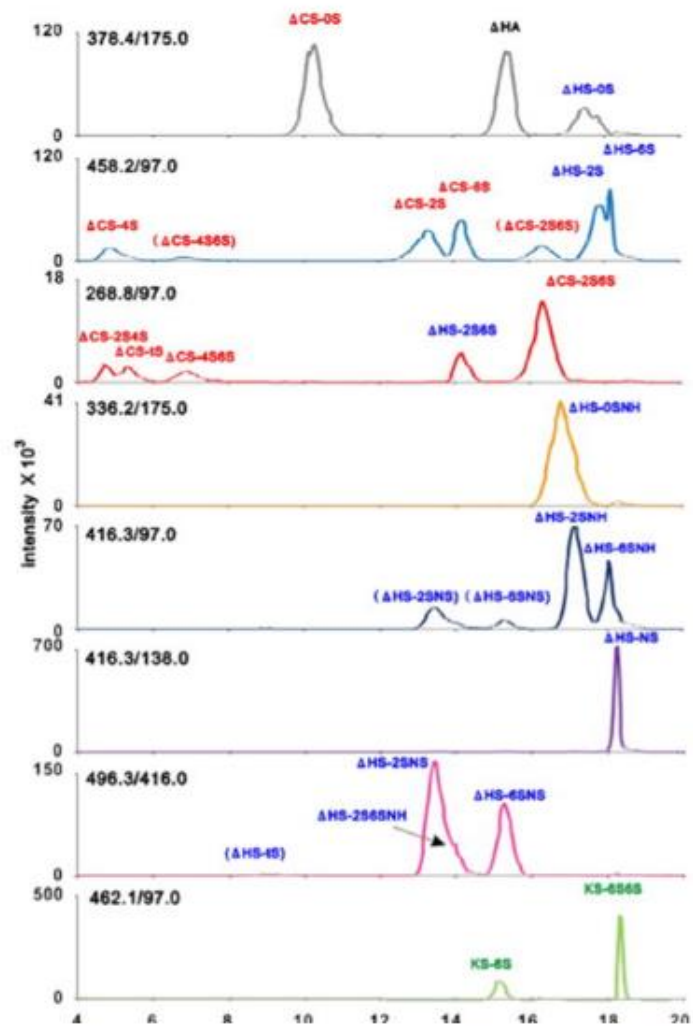 120
378.4/175.0
ΔCS-0S
ΔHA
ΔHS-0S
0
120
458.2/97.0
ΔHS-6S
ΔHS-2S
ΔCS-6S
ΔCS-2S
ΔCS-4S
(ΔCS-4S6S)
(ΔCS-2S6S)
0
18
268.8/97.0
ΔCS-2S6S
ΔCS-2S4S
ΔHS-2S6S
ΔCS-tS
ΔCS-4S6S
0
41
336.2/175.0
ΔHS-0SNH
0
Intensity X 10³
70
416.3/97.0
ΔHS-2SNH
ΔHS-6SNH
(ΔHS-2SNS) (ΔHS-6SNS)
0
700
416.3/138.0
ΔHS-NS
0
150
496.3/416.0
ΔHS-2SNS
ΔHS-6SNS
ΔHS-2S6SNH
(ΔHS-tS)
0
500
462.1/97.0
KS-6S6S
KS-6S
0
4 6 8 10 12 14 16 18 20